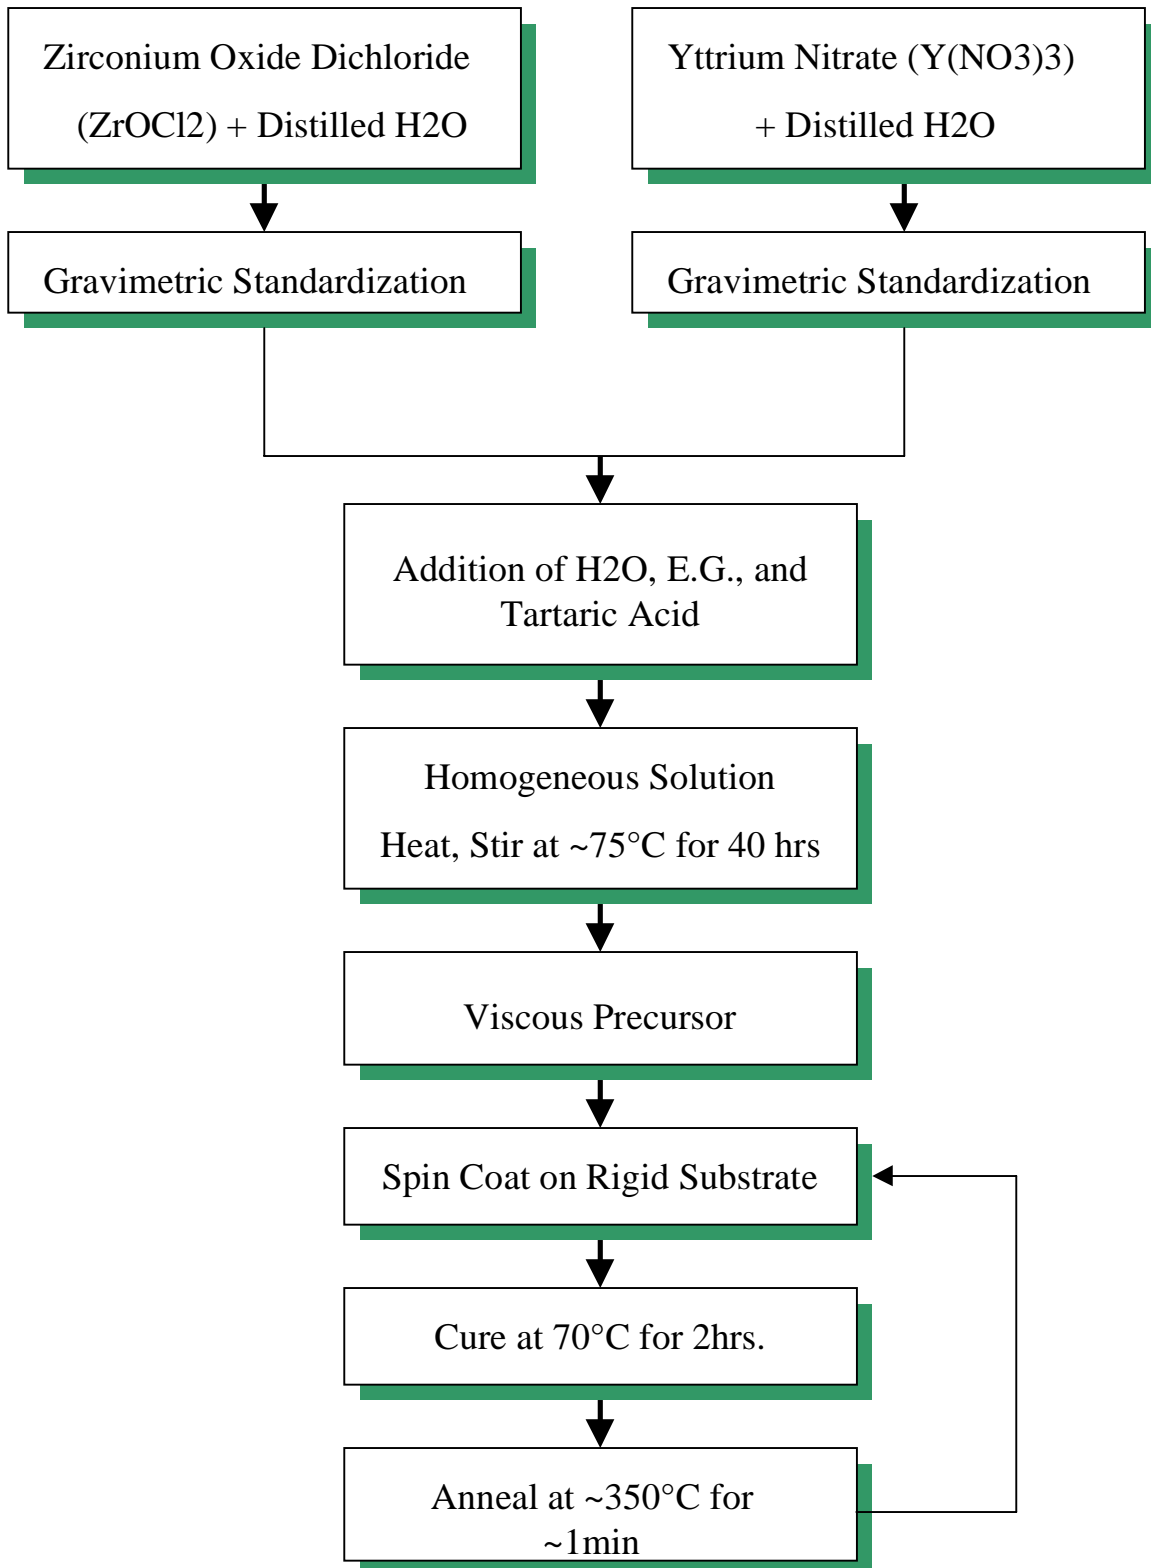 Zirconium Oxide Dichloride
(ZrOCl2) + Distilled H2O
Yttrium Nitrate (Y(NO3)3)
+ Distilled H2O
Gravimetric Standardization
Gravimetric Standardization
Addition of H2O, E.G., and
Tartaric Acid
Homogeneous Solution
Heat, Stir at ~75°C for 40 hrs
Viscous Precursor
Spin Coat on Rigid Substrate
Cure at 70°C for 2hrs.
Anneal at ~350°C for
~1min